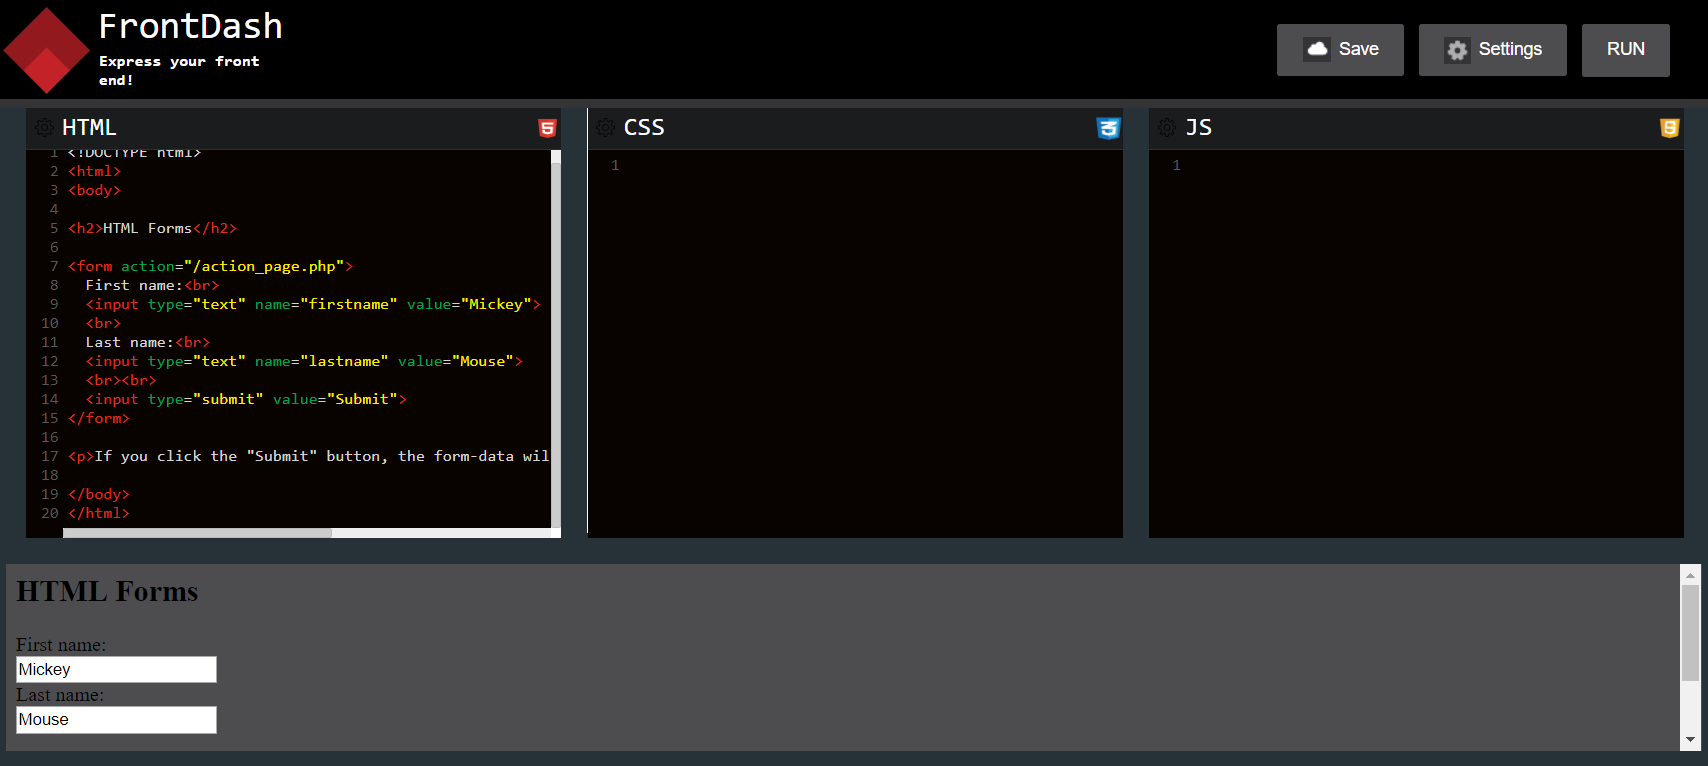 FrontDash
Express your front
end!
Save
Settings
RUN
HTML
5
CSS
3
JS
5
1 <!DOCTYPE html>
2 <html>
3 <body>
4
5 <h2>HTML Forms</h2>
6
7 <form action="/action_page.php">
8   First name:<br>
9   <input type="text" name="firstname" value="Mickey">
10   <br>
11   Last name:<br>
12   <input type="text" name="lastname" value="Mouse">
13   <br><br>
14   <input type="submit" value="Submit">
15 </form>
16
17 <p>If you click the "Submit" button, the form-data wil
18
19 </body>
20 </html>
1
1
HTML Forms
First name:
Mickey
Last name:
Mouse